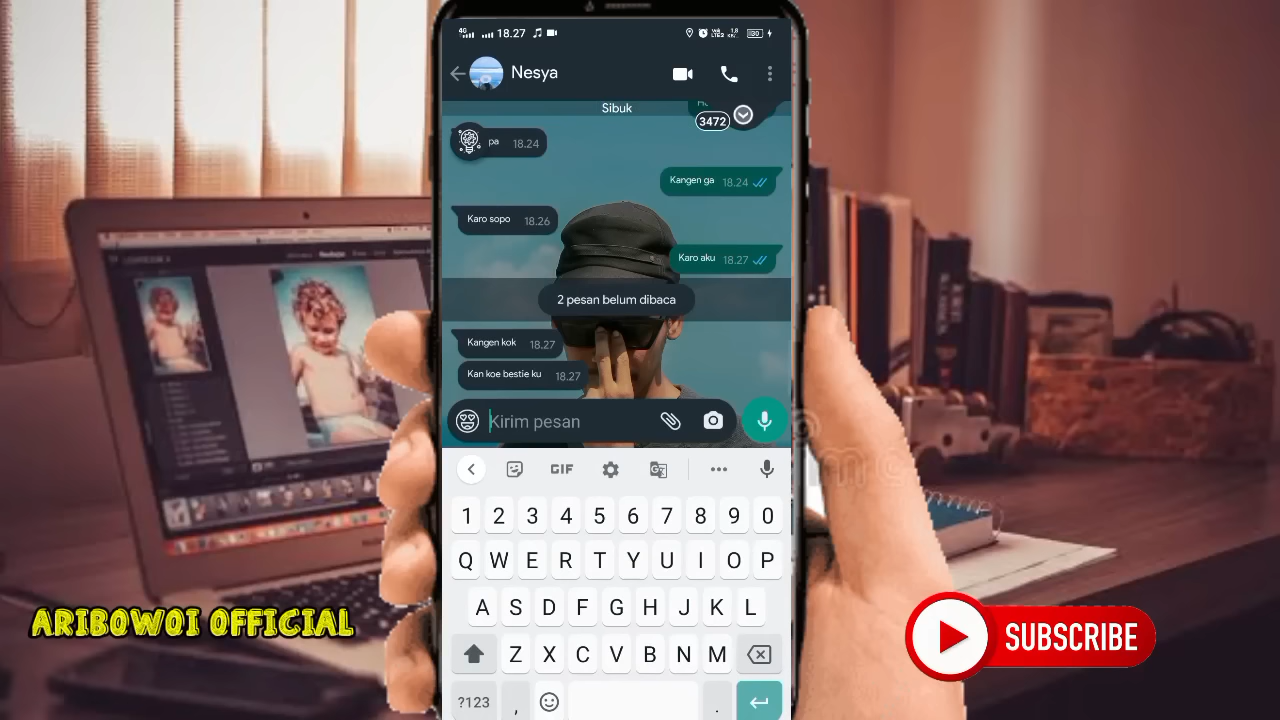 18.27
Nesya
Sibuk
3472
pa 18.24
Kangen ga 18.24
Karo sopo 18.26
Karo aku 18.27
2 pesan belum dibaca
Kangen kok 18.27
Kan koe bestie ku 18.27
Kirim pesan
GIF
1 2 3 4 5 6 7 8 9 0
Q W E R T Y U I O P
A S D F G H J K L
Z X C V B N M
?123 , .
ARIBOWOI OFFICIAL
SUBSCRIBE